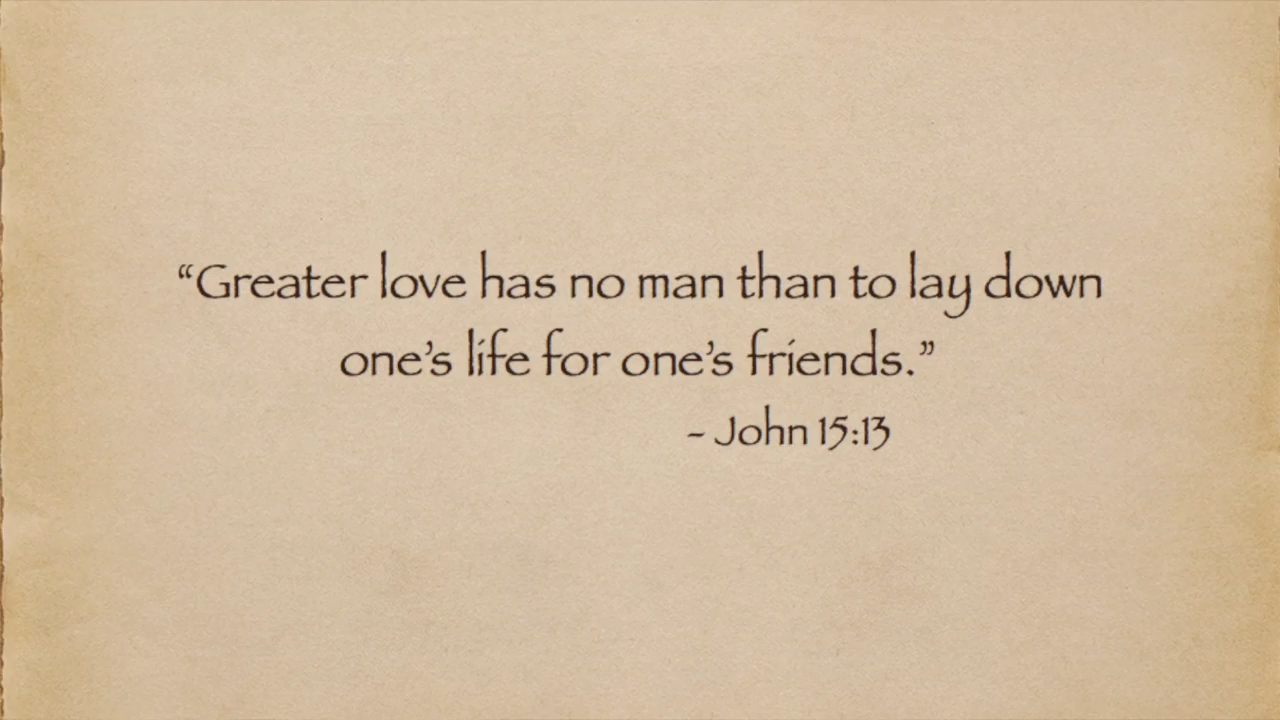 “Greater love has no man than to lay down
one’s life for one’s friends.”
- John 15:13